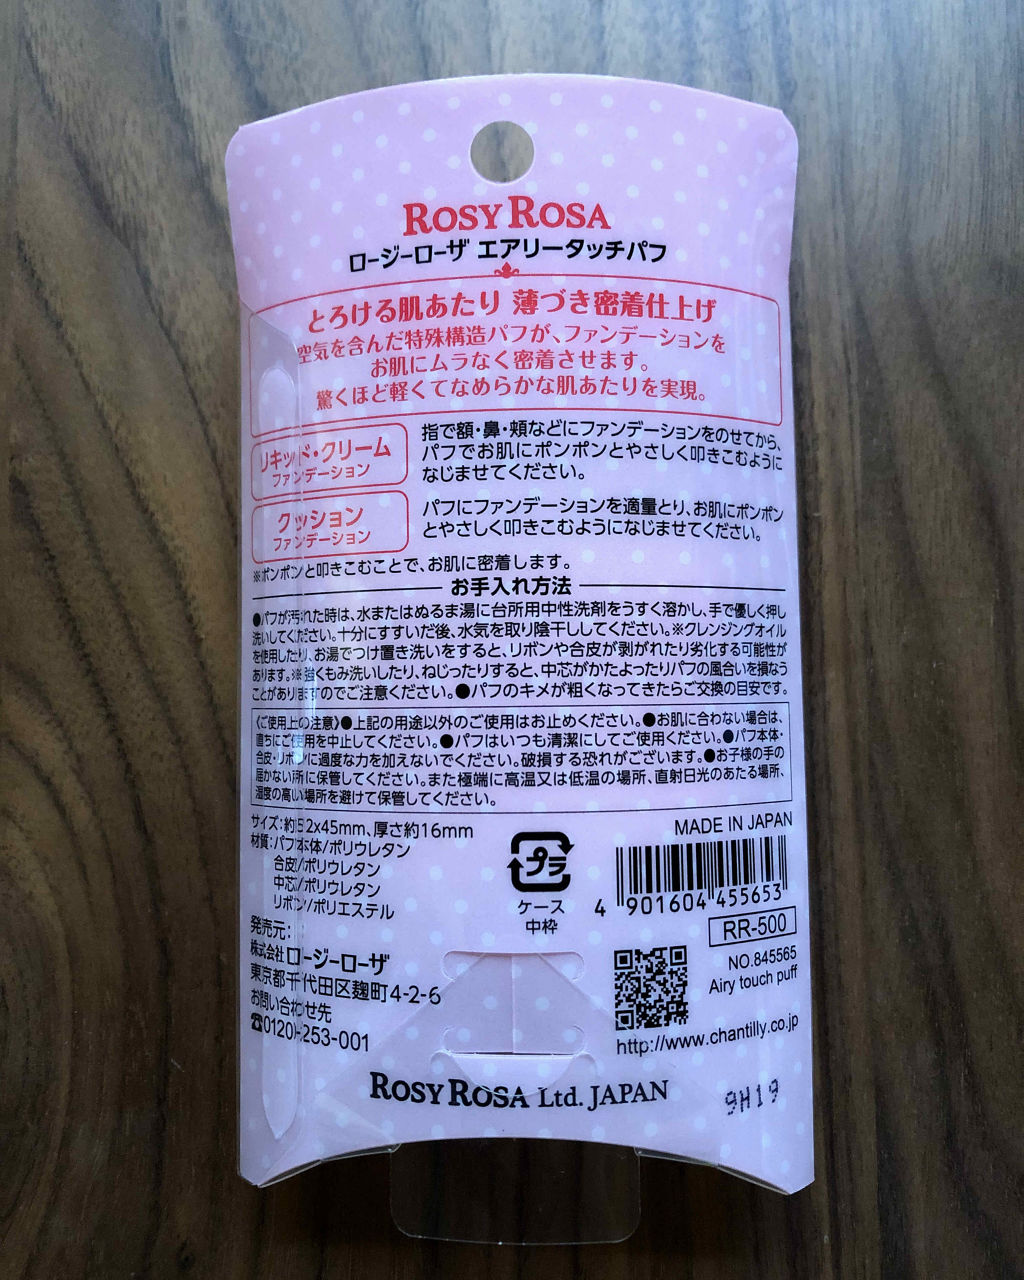 ROSY ROSA
ロージーローザ エアリータッチパフ
とろける肌あたり 薄づき密着仕上げ
空気を含んだ特殊構造パフが、ファンデーションを
お肌にムラなく密着させます。
驚くほど軽くてなめらかな肌あたりを実現。
リキッド・クリーム
ファンデーション
指で額・鼻・頬などにファンデーションをのせてから、
パフでお肌にポンポンとやさしく叩きこむように
なじませてください。
クッション
ファンデーション
パフにファンデーションを適量とり、お肌にポンポン
とやさしく叩きこむようになじませてください。
※ポンポンと叩きこむことで、お肌に密着します。
お手入れ方法
●パフが汚れた時は、水またはぬるま湯に台所用中性洗剤をうすく溶かし、手で優しく押し
洗いしてください。十分にすすいだ後、水気を取り陰干ししてください。※クレンジングオイル
を使用したり、お湯でつけ置き洗いをすると、リボンや合皮が剥がれたり劣化する可能性が
あります。※強くもみ洗いしたり、ねじったりすると、中芯がかたよったりパフの風合いを損なう
ことがありますのでご注意ください。●パフのキメが粗くなってきたらご交換の目安です。
《ご使用上の注意》●上記の用途以外のご使用はお止めください。●お肌に合わない場合は、
直ちにご使用を中止してください。●パフはいつも清潔にしてご使用ください。●パフ本体・
合皮・リボンに過度な力を加えないでください。破損する恐れがございます。●お子様の手の
届かない所に保管してください。また極端に高温又は低温の場所、直射日光のあたる場所、
湿度の高い場所を避けて保管してください。
サイズ：約52x45mm、厚さ約16mm
材質：パフ本体/ポリウレタン
合皮/ポリウレタン
中芯/ポリウレタン
リボン/ポリエステル
プラ
ケース
中枠
MADE IN JAPAN
4 901604 455653
RR-500
NO.845565
Airy touch puff
発売元：
株式会社 ロージーローザ
東京都千代田区麹町4-2-6
お問い合わせ先
☎0120-253-001
http://www.chantilly.co.jp
ROSY ROSA Ltd. JAPAN
9H19